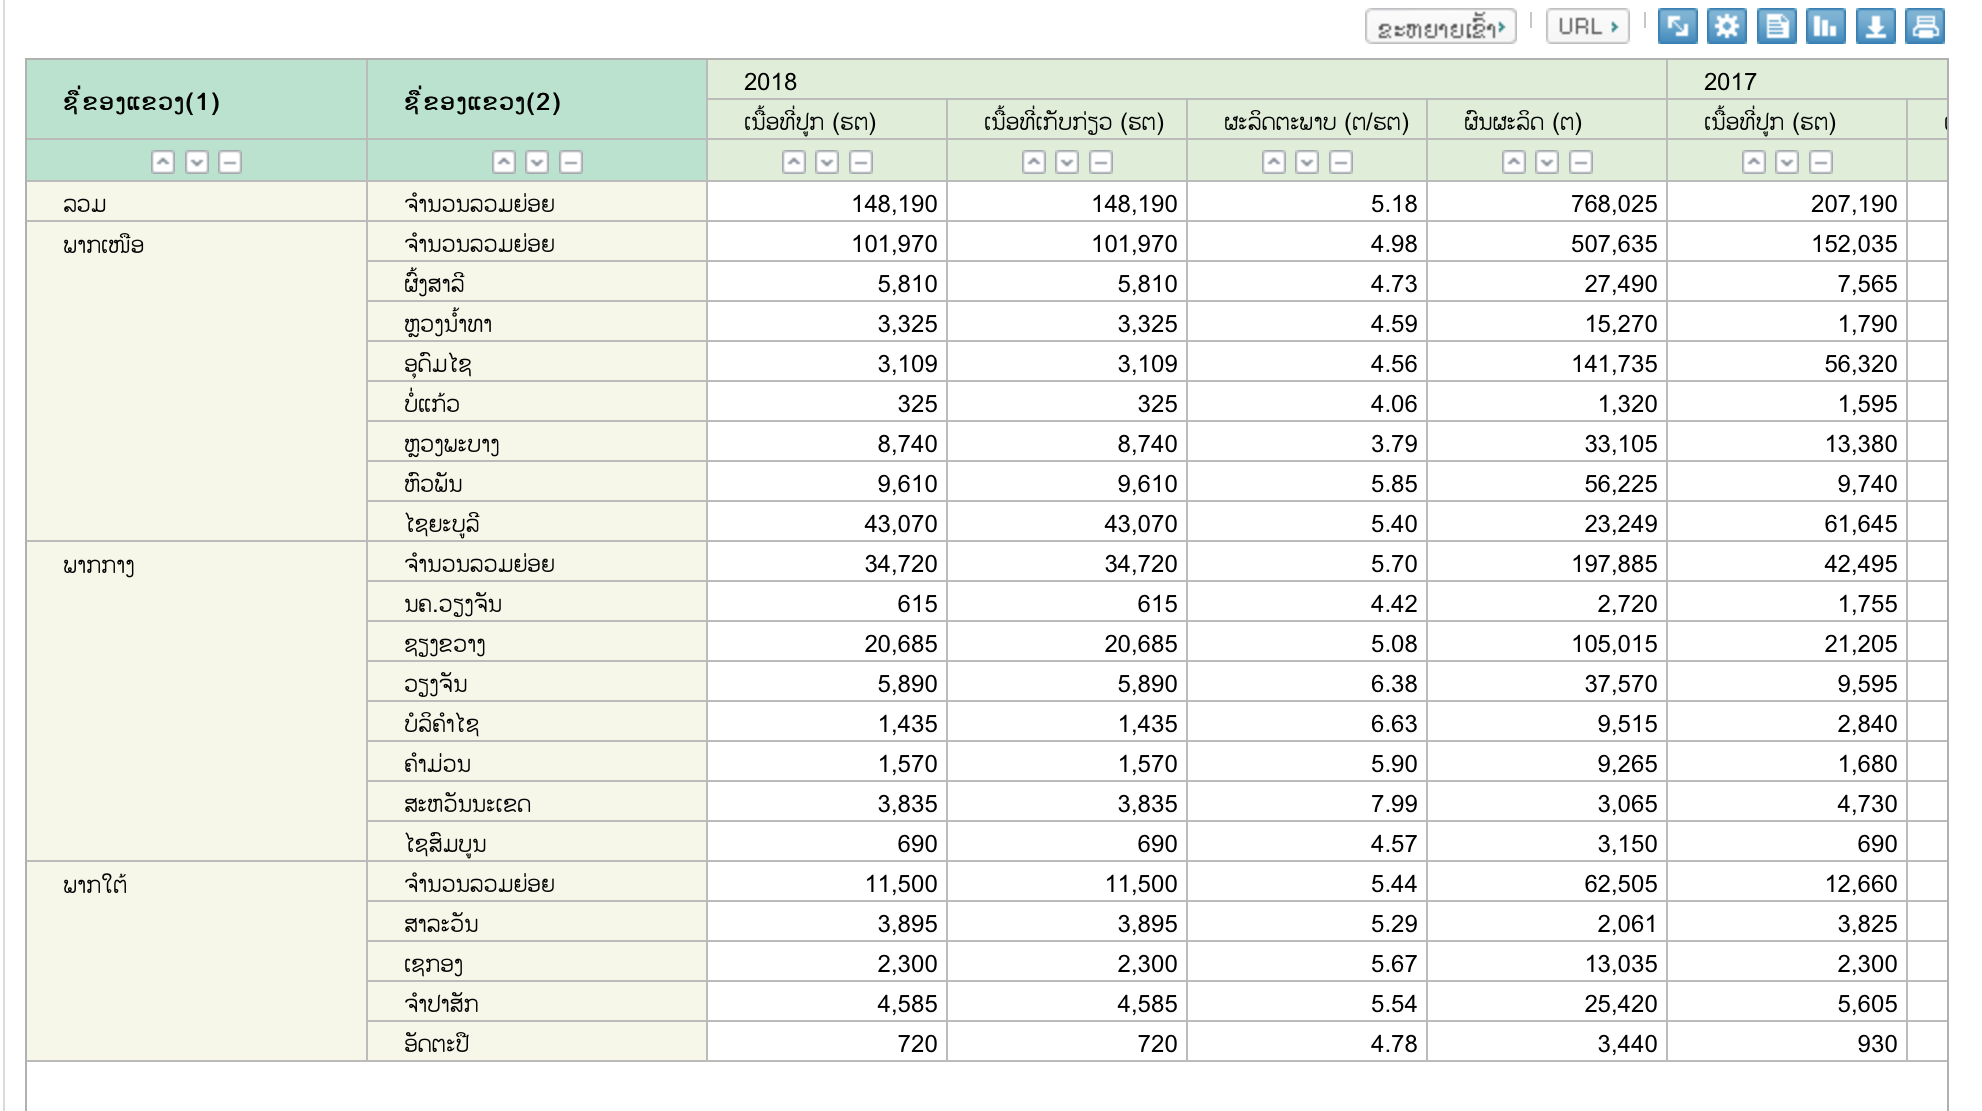 ຂະຫຍາຍເຂົ້າ URL
ຊື່ຂອງແຂວງ(1) ຊື່ຂອງແຂວງ(2) 2018 2017
ເນື້ອທີ່ປູກ (ຮຕ) ເນື້ອທີ່ເກັບກ່ຽວ (ຮຕ) ຜະລິດຕະພາບ (ຕ/ຮຕ) ຜົນຜະລິດ (ຕ) ເນື້ອທີ່ປູກ (ຮຕ)
ລວມ ຈຳນວນລວມຍ່ອຍ 148,190 148,190 5.18 768,025 207,190
ພາກເໜືອ ຈຳນວນລວມຍ່ອຍ 101,970 101,970 4.98 507,635 152,035
ຜົ້ງສາລີ 5,810 5,810 4.73 27,490 7,565
ຫຼວງນ້ຳທາ 3,325 3,325 4.59 15,270 1,790
ອຸດົມໄຊ 3,109 3,109 4.56 141,735 56,320
ບໍ່ແກ້ວ 325 325 4.06 1,320 1,595
ຫຼວງພະບາງ 8,740 8,740 3.79 33,105 13,380
ຫົວພັນ 9,610 9,610 5.85 56,225 9,740
ໄຊຍະບູລີ 43,070 43,070 5.40 23,249 61,645
ພາກກາງ ຈຳນວນລວມຍ່ອຍ 34,720 34,720 5.70 197,885 42,495
ນຄ.ວຽງຈັນ 615 615 4.42 2,720 1,755
ຊຽງຂວາງ 20,685 20,685 5.08 105,015 21,205
ວຽງຈັນ 5,890 5,890 6.38 37,570 9,595
ບໍລິຄຳໄຊ 1,435 1,435 6.63 9,515 2,840
ຄຳມ່ວນ 1,570 1,570 5.90 9,265 1,680
ສະຫວັນນະເຂດ 3,835 3,835 7.99 3,065 4,730
ໄຊສົມບູນ 690 690 4.57 3,150 690
ພາກໃຕ້ ຈຳນວນລວມຍ່ອຍ 11,500 11,500 5.44 62,505 12,660
ສາລະວັນ 3,895 3,895 5.29 2,061 3,825
ເຊກອງ 2,300 2,300 5.67 13,035 2,300
ຈຳປາສັກ 4,585 4,585 5.54 25,420 5,605
ອັດຕະປື 720 720 4.78 3,440 930